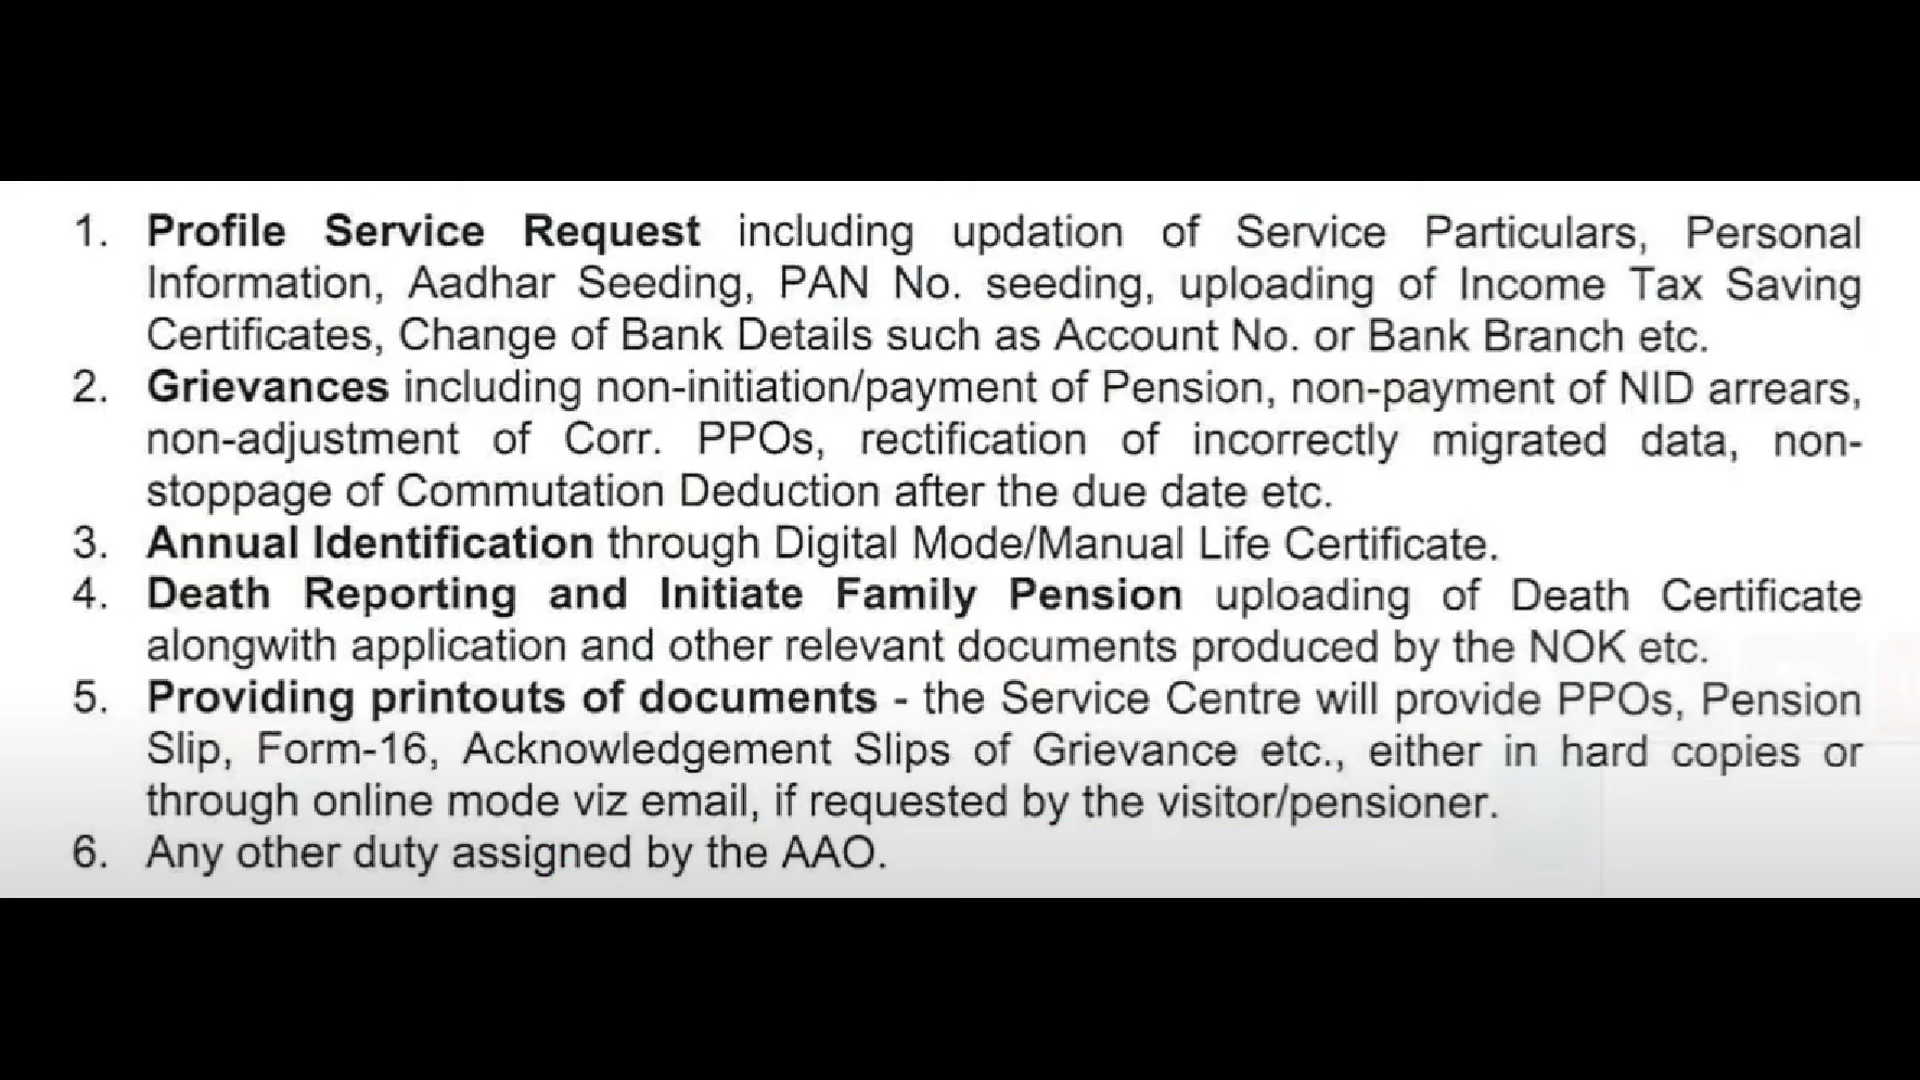 1. Profile Service Request including updation of Service Particulars, Personal
Information, Aadhar Seeding, PAN No. seeding, uploading of Income Tax Saving
Certificates, Change of Bank Details such as Account No. or Bank Branch etc.
2. Grievances including non-initiation/payment of Pension, non-payment of NID arrears,
non-adjustment of Corr. PPOs, rectification of incorrectly migrated data, non-
stoppage of Commutation Deduction after the due date etc.
3. Annual Identification through Digital Mode/Manual Life Certificate.
4. Death Reporting and Initiate Family Pension uploading of Death Certificate
alongwith application and other relevant documents produced by the NOK etc.
5. Providing printouts of documents - the Service Centre will provide PPOs, Pension
Slip, Form-16, Acknowledgement Slips of Grievance etc., either in hard copies or
through online mode viz email, if requested by the visitor/pensioner.
6. Any other duty assigned by the AAO.